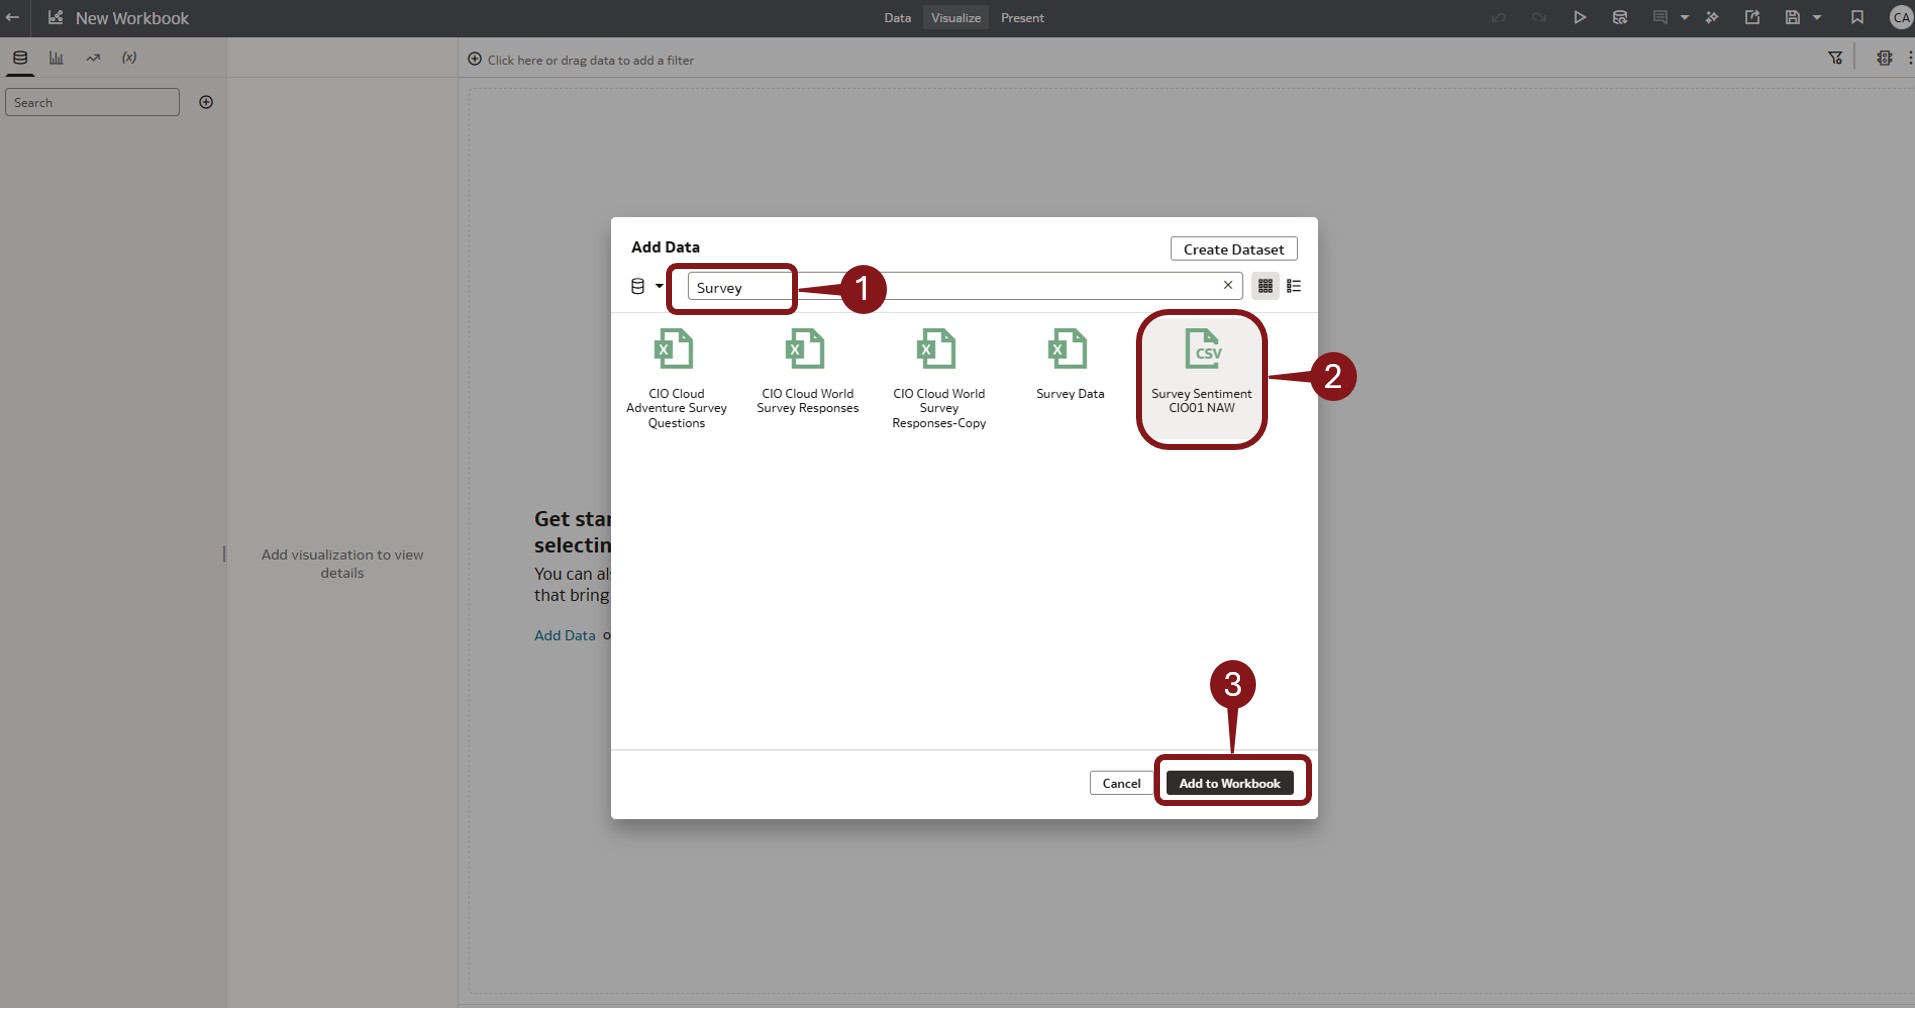 New Workbook
Data Visualize Present
CA
(x)
Click here or drag data to add a filter
Search
Add Data
Create Dataset
Survey
1
X
X
X
X
CSV
CIO Cloud
Adventure Survey
Questions
CIO Cloud World
Survey Responses
CIO Cloud World
Survey
Responses-Copy
Survey Data
Survey Sentiment
CIO01 NAW
2
Get star
selectin
You can al
that bring
Add Data o
Add visualization to view
details
3
Cancel
Add to Workbook